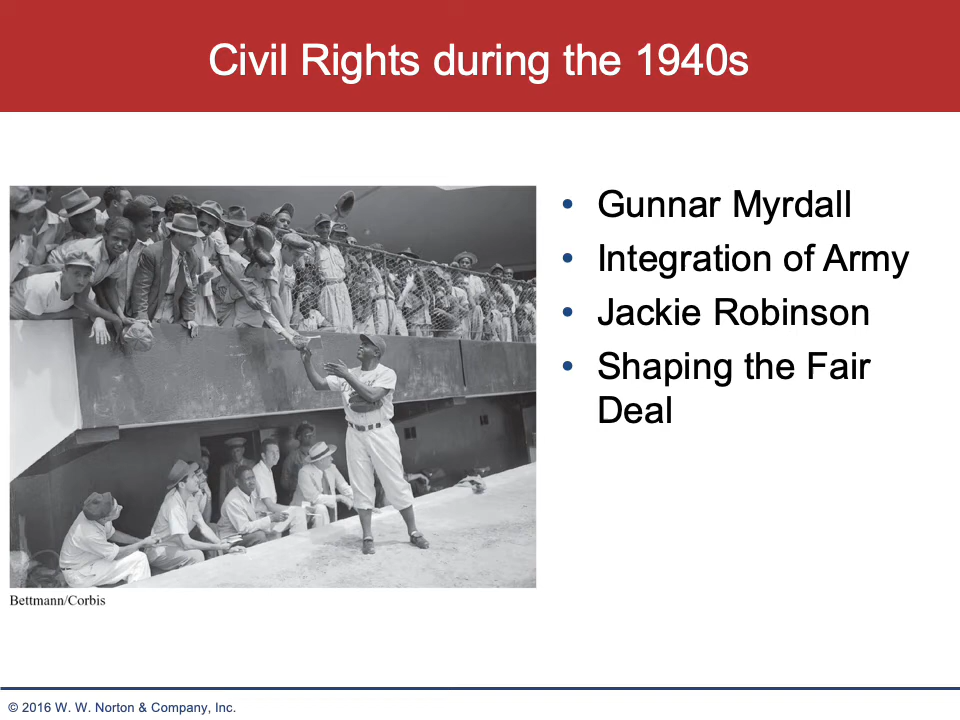 Civil Rights during the 1940s
• Gunnar Myrdall
• Integration of Army
• Jackie Robinson
• Shaping the Fair
Deal
Bettmann/Corbis
© 2016 W. W. Norton & Company, Inc.